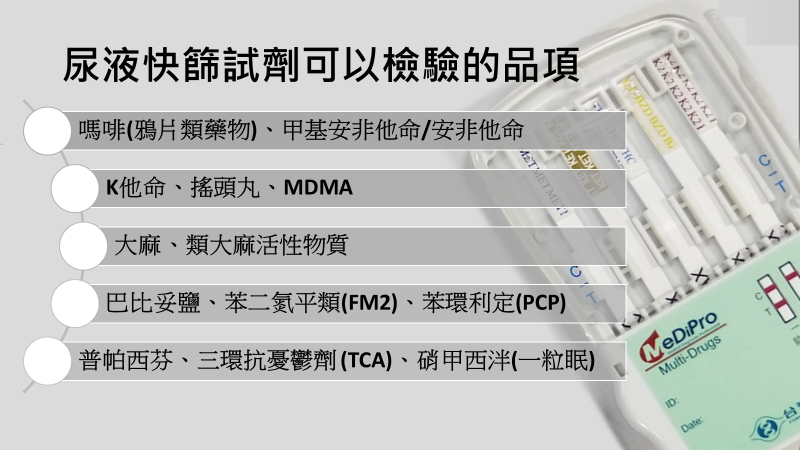 尿液快篩試劑可以檢驗的品項
嗎啡(鴉片類藥物)、甲基安非他命/安非他命
K他命、搖頭丸、MDMA
大麻、類大麻活性物質
巴比妥鹽、苯二氮平類(FM2)、苯環利定(PCP)
普帕西芬、三環抗憂鬱劑(TCA)、硝甲西泮(一粒眠)
C I T
C I T
MeDiPro
Multi-Drugs
C
T
ID:
Date: